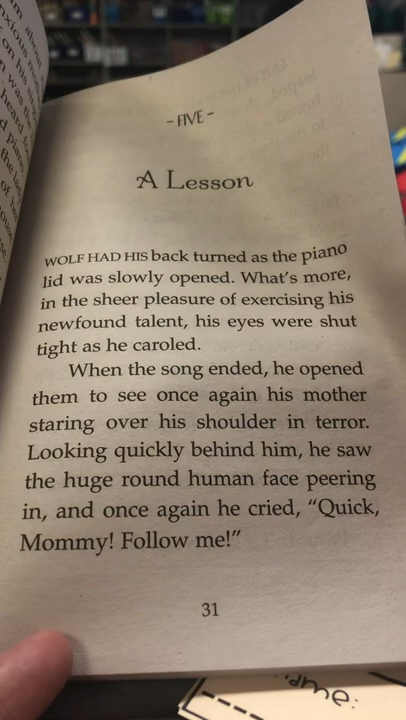 - FIVE -
A Lesson
WOLF HAD HIS back turned as the piano
lid was slowly opened. What's more,
in the sheer pleasure of exercising his
newfound talent, his eyes were shut
tight as he caroled.
When the song ended, he opened
them to see once again his mother
staring over his shoulder in terror.
Looking quickly behind him, he saw
the huge round human face peering
in, and once again he cried, “Quick,
Mommy! Follow me!”
31